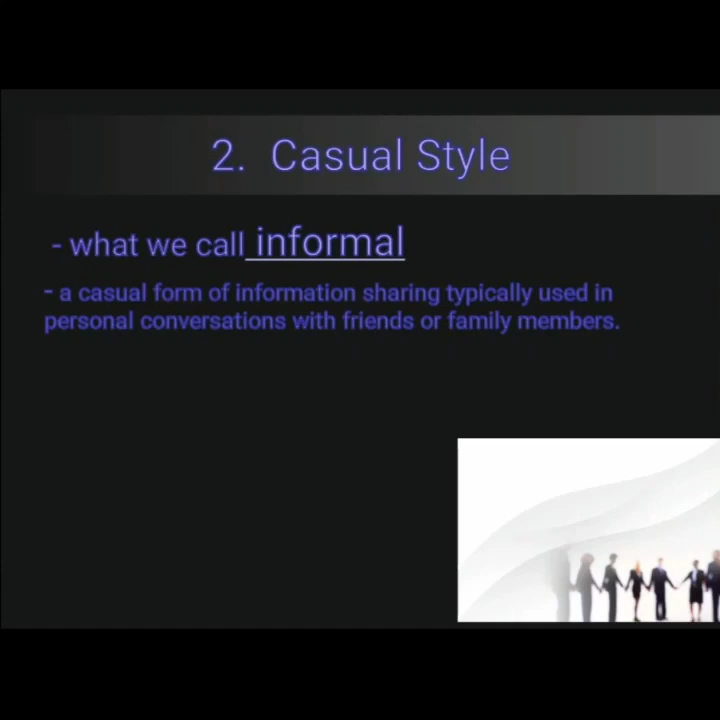 2. Casual Style
- what we call informal
- a casual form of information sharing typically used in
personal conversations with friends or family members.